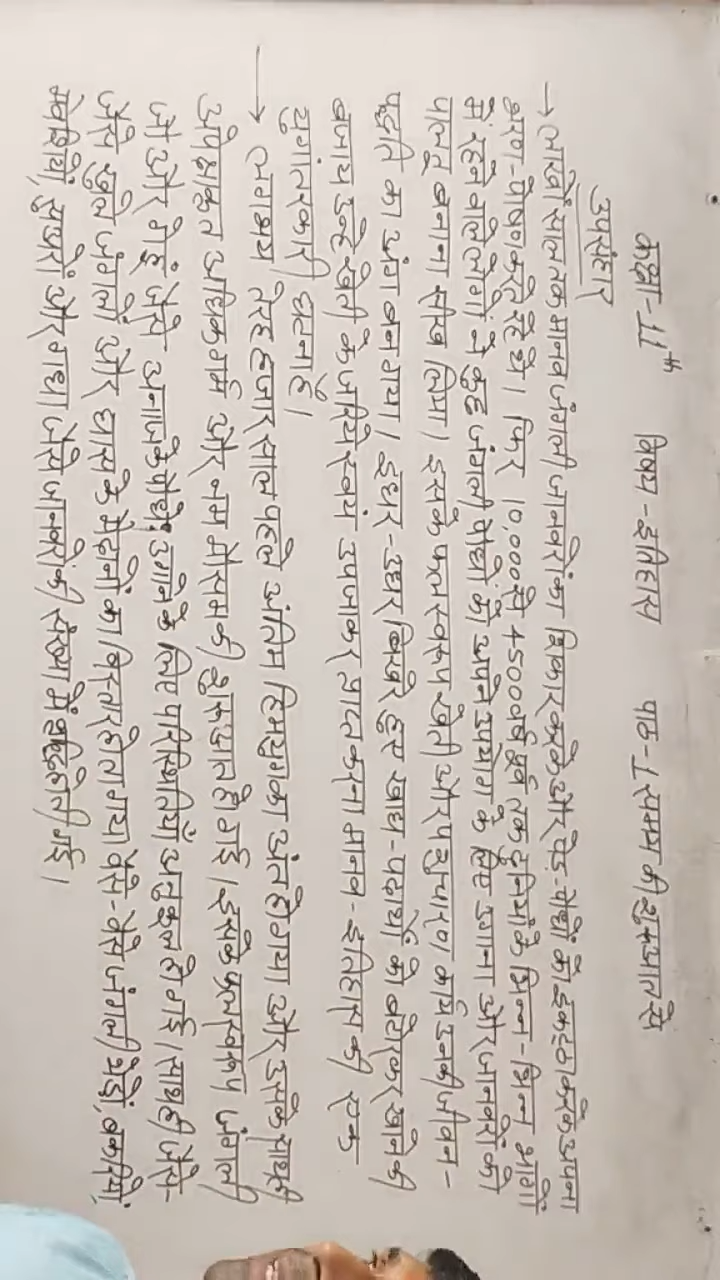 कक्षा-11th विषय-इतिहास पाठ-1 समय की शुरुआत से
उपसंहार
→ लाखों साल तक मानव जंगली जानवरों का शिकार करके और पेड़-पौधों को इकट्ठा करके अपना
भरण-पोषण करते रहे थे। फिर 10,000 से 4500 वर्ष पूर्व तक दुनियाँ के भिन्न-भिन्न भागों
में रहने वाले लोगों ने कुछ जंगली पौधों को अपने उपयोग के लिए उगाना और जानवरों को
पालतू बनाना सीख लिया। इसके फलस्वरूप खेती और पशुचारण कार्य उनकी जीवन-
पद्धति का अंग बन गया। इधर-उधर बिखरे हुए खाद्य-पदार्थों को बटोरकर खाने की
बजाय उन्हे खेती के जरिये स्वयं उपजाकर प्राप्त करना मानव-इतिहास की एक
युगांतरकारी घटना है।
→ लगभग तेरह हजार साल पहले अंतिम हिमयुग का अंत हो गया और उसके साथ ही
अपेक्षाकृत अधिक गर्म और नम मौसम की शुरुआत हो गई। इसके फलस्वरूप जंगली
जौ और गेहूं जैसे अनाज के पौधे उगाने के लिए परिस्थितियाँ अनुकूल हो गई। साथ ही जैसे-
जैसे खुले जंगलों और घास के मैदानों का विस्तार होता गया वैसे-वैसे जंगली भेड़ों, बकरियों,
मवेशियों, सुअरों और गधा जैसे जानवरों की संख्या में वृद्धि होती गई।